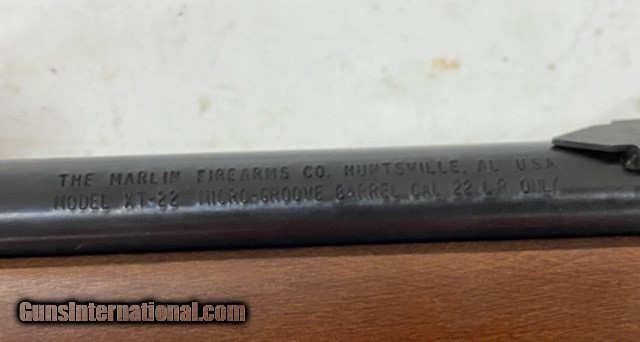 THE MARLIN FIREARMS CO. HUNTSVILLE, AL U.S.A.
MODEL XT-22 MICRO-GROOVE BARREL CAL 22 L.R. ONLY
GunsInternational.com